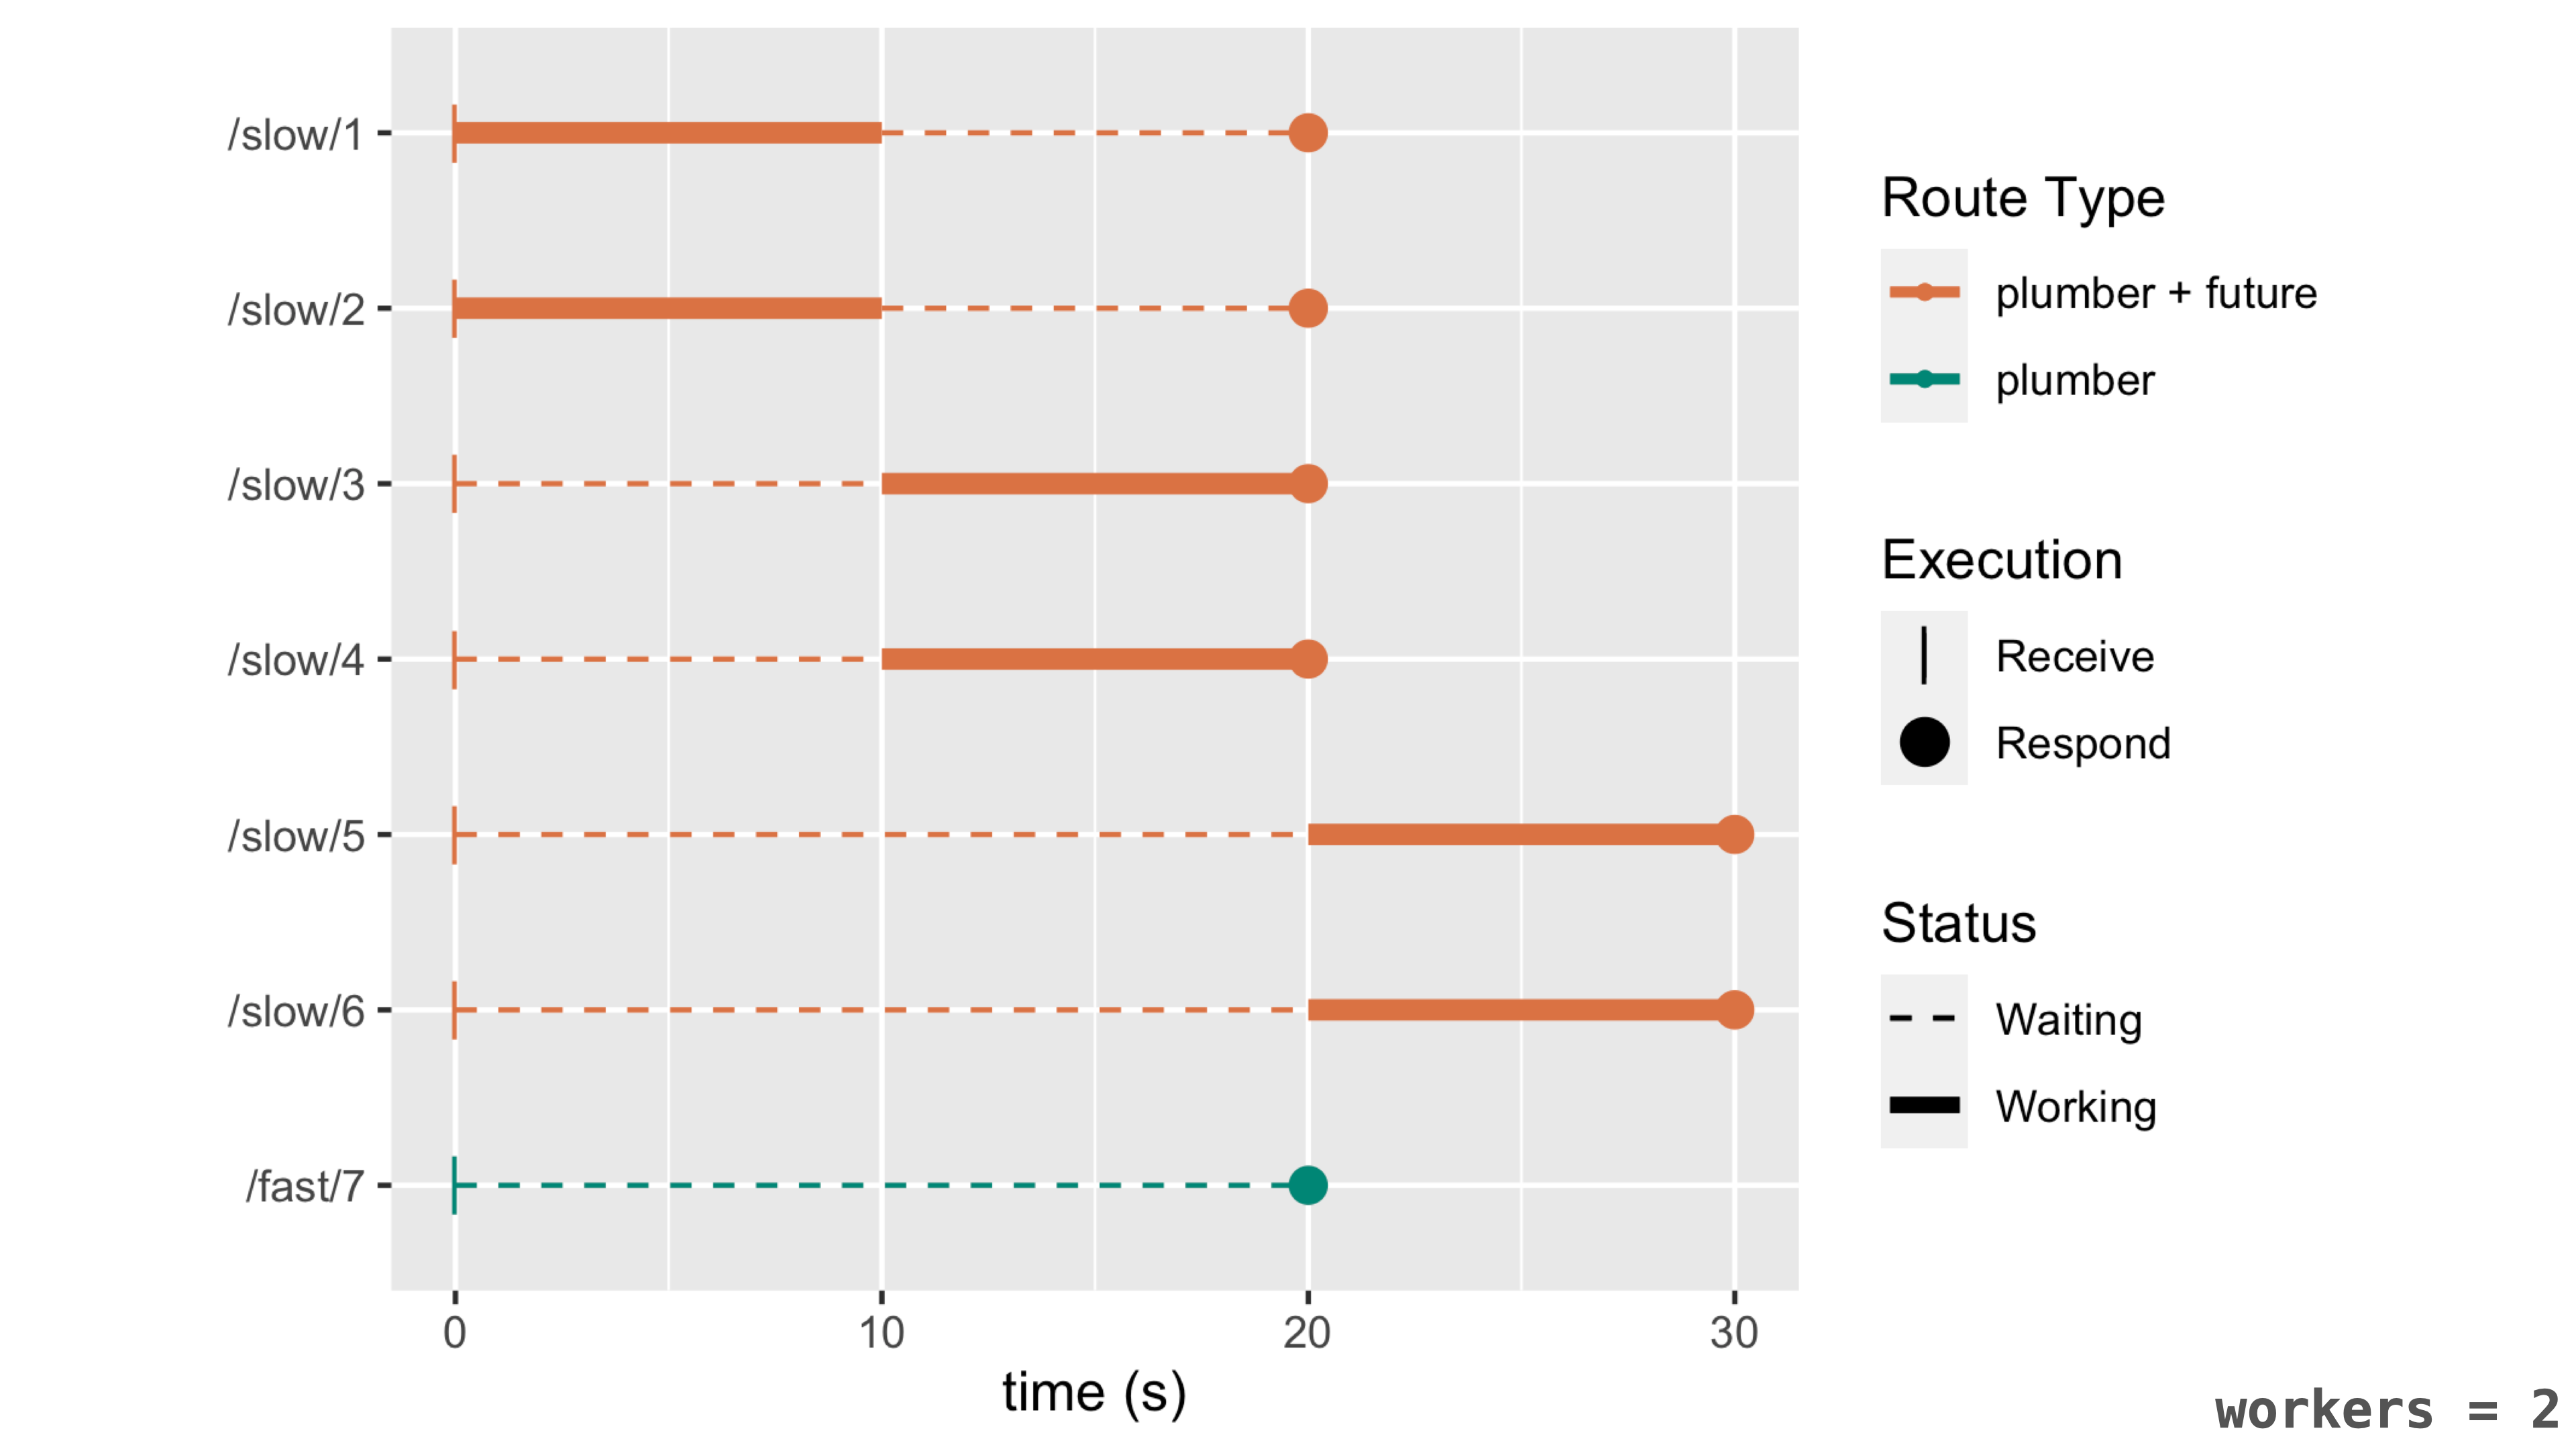 /slow/1
/slow/2
/slow/3
/slow/4
/slow/5
/slow/6
/fast/7
0 10 20 30
time (s)
Route Type
plumber + future
plumber
Execution
Receive
Respond
Status
Waiting
Working
workers = 2